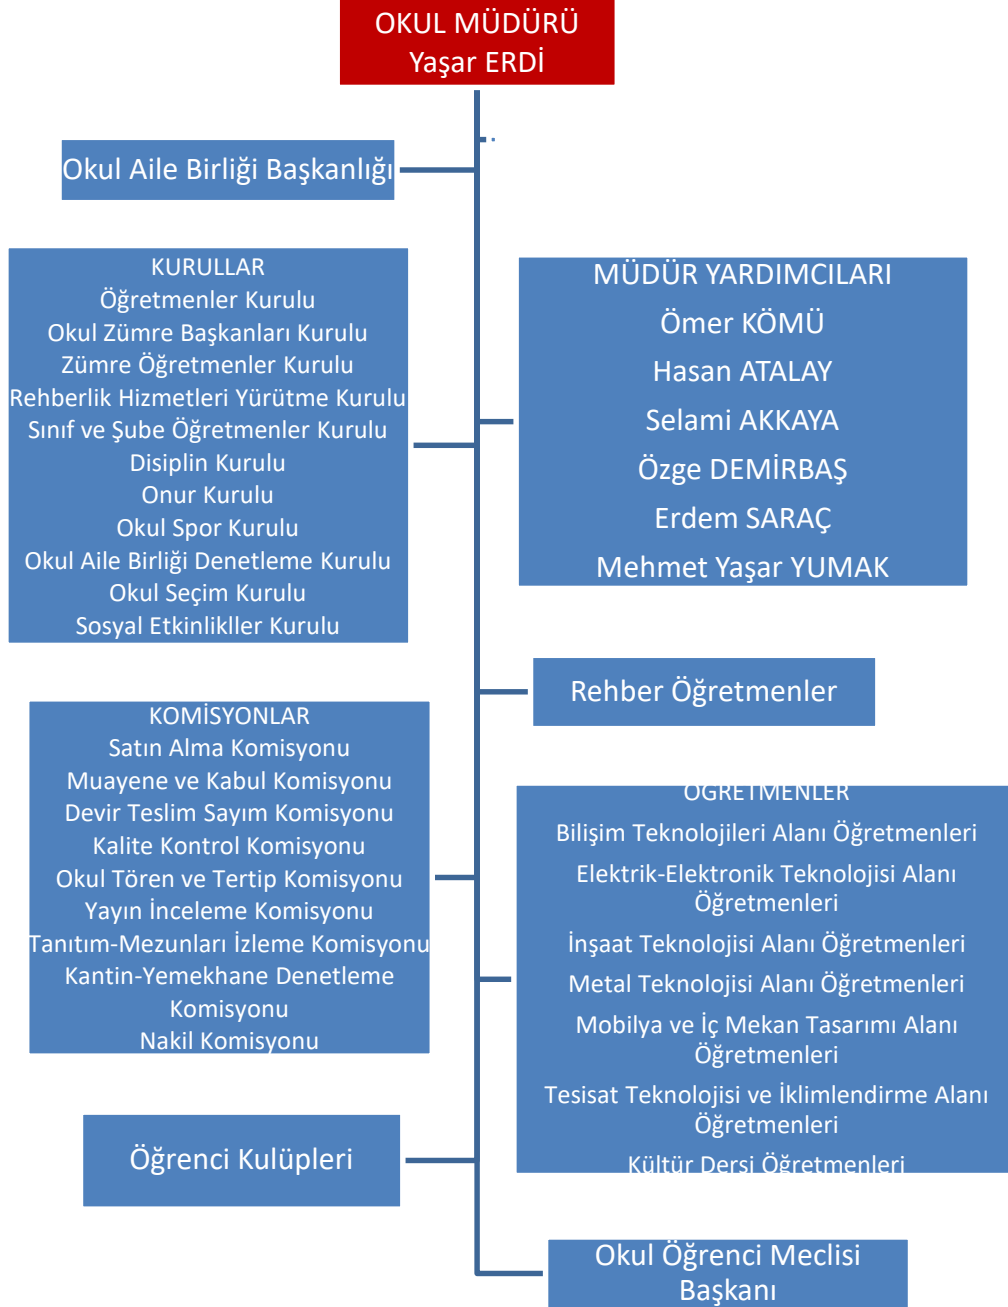 OKUL MÜDÜRÜ
Yaşar ERDİ
Okul Aile Birliği Başkanlığı
KURULLAR
Öğretmenler Kurulu
Okul Zümre Başkanları Kurulu
Zümre Öğretmenler Kurulu
Rehberlik Hizmetleri Yürütme Kurulu
Sınıf ve Şube Öğretmenler Kurulu
Disiplin Kurulu
Onur Kurulu
Okul Spor Kurulu
Okul Aile Birliği Denetleme Kurulu
Okul Seçim Kurulu
Sosyal Etkinlikller Kurulu
MÜDÜR YARDIMCILARI
Ömer KÖMÜ
Hasan ATALAY
Selami AKKAYA
Özge DEMİRBAŞ
Erdem SARAÇ
Mehmet Yaşar YUMAK
Rehber Öğretmenler
KOMİSYONLAR
Satın Alma Komisyonu
Muayene ve Kabul Komisyonu
Devir Teslim Sayım Komisyonu
Kalite Kontrol Komisyonu
Okul Tören ve Tertip Komisyonu
Yayın İnceleme Komisyonu
Tanıtım-Mezunları İzleme Komisyonu
Kantin-Yemekhane Denetleme
Komisyonu
Nakil Komisyonu
ÖĞRETMENLER
Bilişim Teknolojileri Alanı Öğretmenleri
Elektrik-Elektronik Teknolojisi Alanı
Öğretmenleri
İnşaat Teknolojisi Alanı Öğretmenleri
Metal Teknolojisi Alanı Öğretmenleri
Mobilya ve İç Mekan Tasarımı Alanı
Öğretmenleri
Tesisat Teknolojisi ve İklimlendirme Alanı
Öğretmenleri
Kültür Dersi Öğretmenleri
Öğrenci Kulüpleri
Okul Öğrenci Meclisi
Başkanı